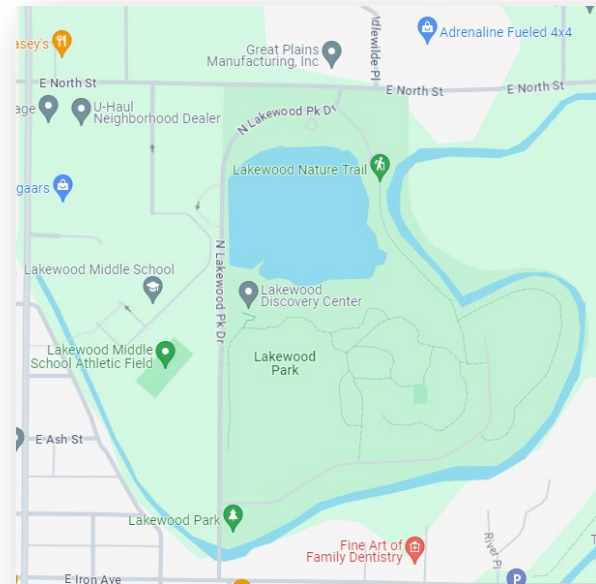 asey's
Adrenaline Fueled 4x4
Great Plains
Manufacturing, Inc
dlewilde Pl
E North St
E North St
E North St
age
U-Haul
Neighborhood Dealer
N Lakewood Pk Dr
Lakewood Nature Trail
gaars
N Lakewood Pk Dr
Lakewood Middle School
Lakewood
Discovery Center
Lakewood Middle
School Athletic Field
Lakewood
Park
E Ash St
Lakewood Park
Fine Art of
Family Dentistry
River Pl
E Iron Ave
P
T